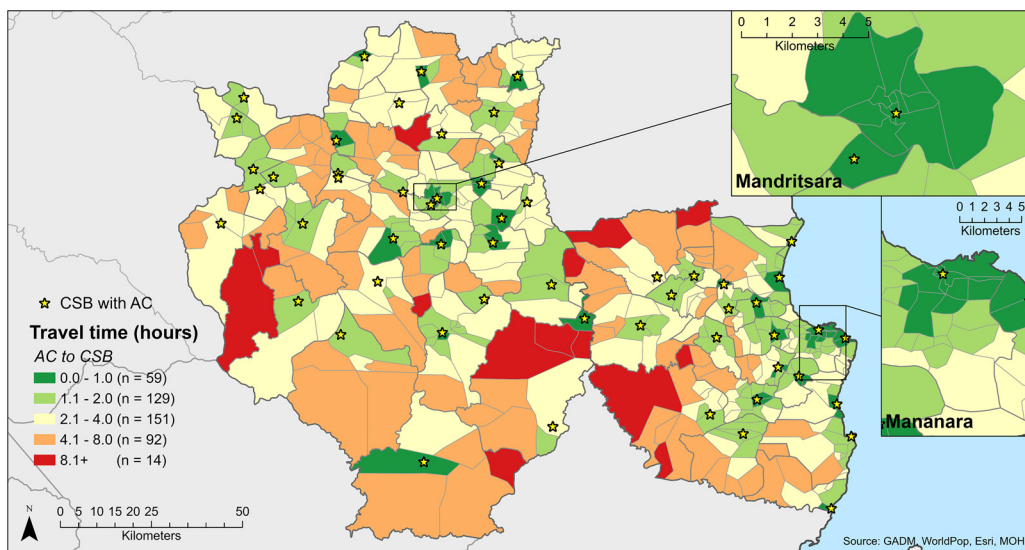 0 1 2 3 4 5
Kilometers
Mandritsara
0 1 2 3 4 5
Kilometers
Mananara
CSB with AC
Travel time (hours)
AC to CSB
0.0 - 1.0 (n = 59)
1.1 - 2.0 (n = 129)
2.1 - 4.0 (n = 151)
4.1 - 8.0 (n = 92)
8.1+ (n = 14)
N
0 5 10 20 30 40 50
Kilometers
Source: GADM, WorldPop, Esri, MOH